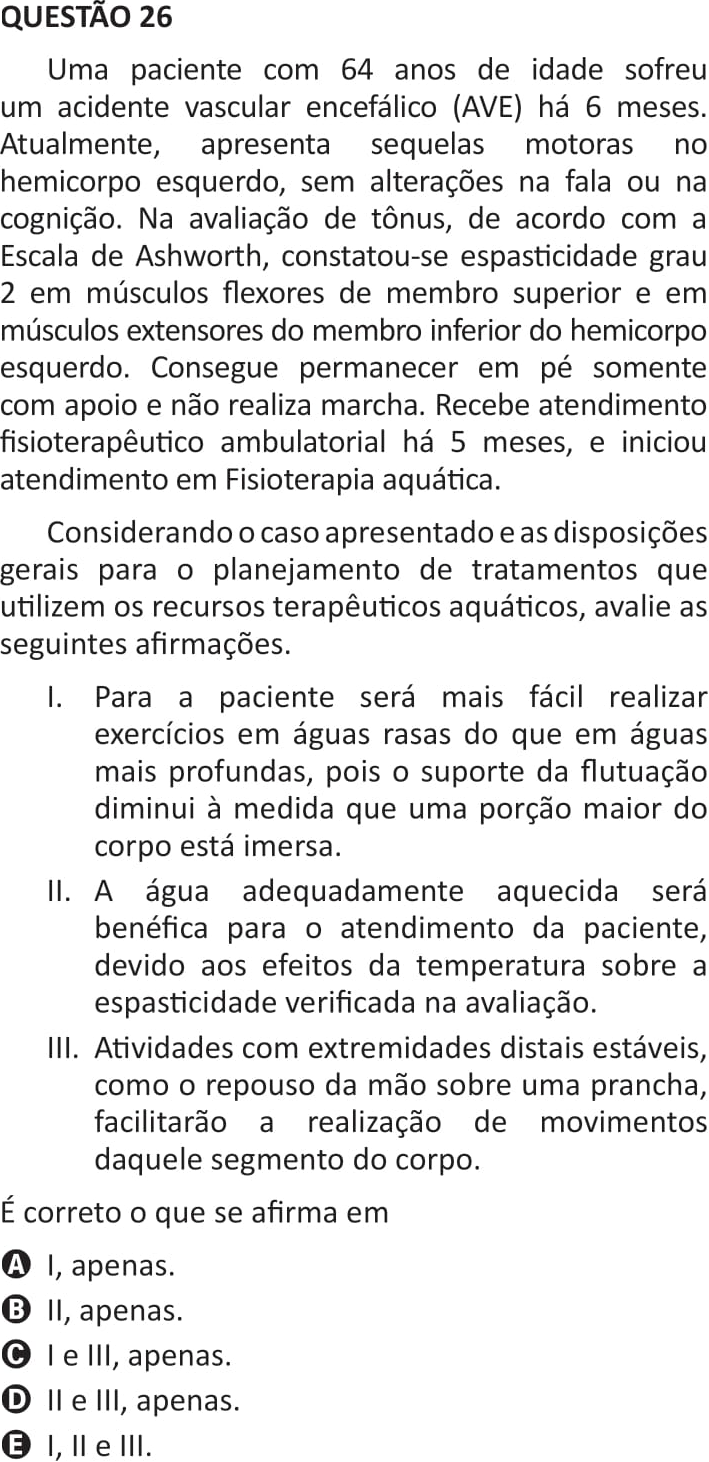 QUESTÃO 26
Uma paciente com 64 anos de idade sofreu
um acidente vascular encefálico (AVE) há 6 meses.
Atualmente, apresenta sequelas motoras no
hemicorpo esquerdo, sem alterações na fala ou na
cognição. Na avaliação de tônus, de acordo com a
Escala de Ashworth, constatou-se espasticidade grau
2 em músculos flexores de membro superior e em
músculos extensores do membro inferior do hemicorpo
esquerdo. Consegue permanecer em pé somente
com apoio e não realiza marcha. Recebe atendimento
fisioterapêutico ambulatorial há 5 meses, e iniciou
atendimento em Fisioterapia aquática.
Considerando o caso apresentado e as disposições
gerais para o planejamento de tratamentos que
utilizem os recursos terapêuticos aquáticos, avalie as
seguintes afirmações.
I. Para a paciente será mais fácil realizar
exercícios em águas rasas do que em águas
mais profundas, pois o suporte da flutuação
diminui à medida que uma porção maior do
corpo está imersa.
II. A água adequadamente aquecida será
benéfica para o atendimento da paciente,
devido aos efeitos da temperatura sobre a
espasticidade verificada na avaliação.
III. Atividades com extremidades distais estáveis,
como o repouso da mão sobre uma prancha,
facilitarão a realização de movimentos
daquele segmento do corpo.
É correto o que se afirma em
A I, apenas.
B II, apenas.
C I e III, apenas.
D II e III, apenas.
E I, II e III.